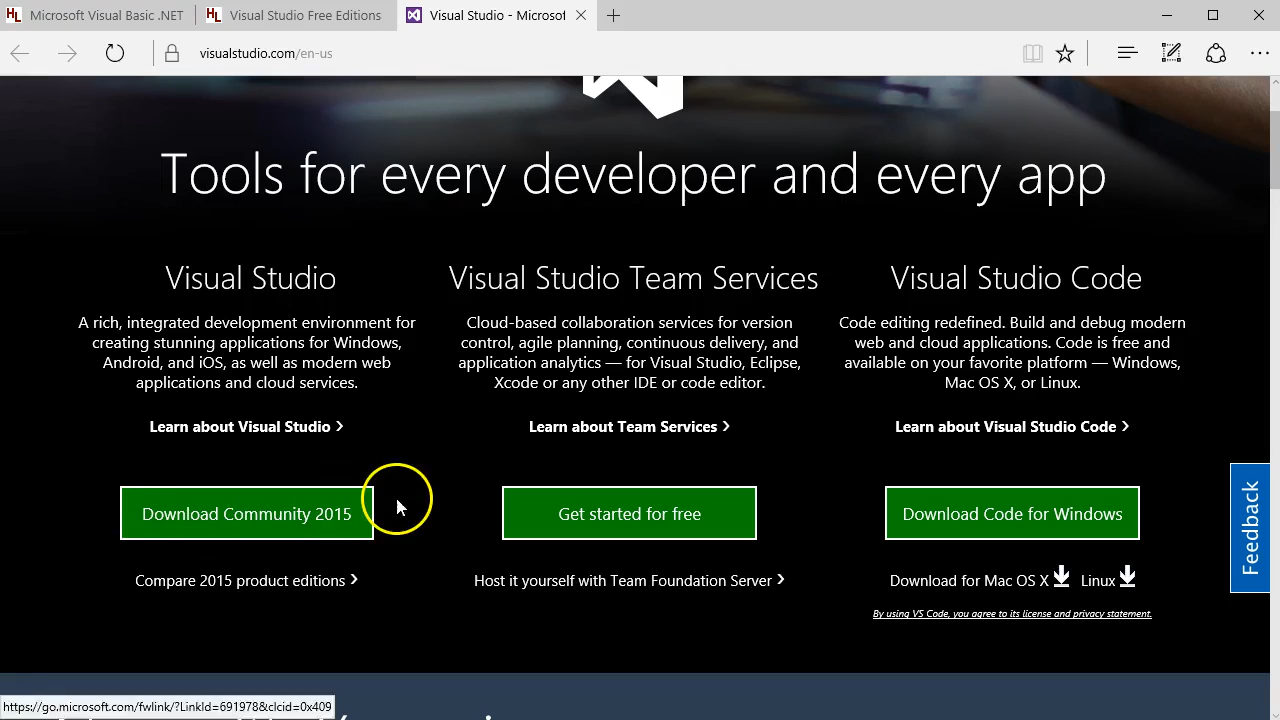 Microsoft Visual Basic .NET
Visual Studio Free Editions
Visual Studio - Microsof
visualstudio.com/en-us
Tools for every developer and every app
Visual Studio
A rich, integrated development environment for
creating stunning applications for Windows,
Android, and iOS, as well as modern web
applications and cloud services.
Learn about Visual Studio
Download Community 2015
Compare 2015 product editions
Visual Studio Team Services
Cloud-based collaboration services for version
control, agile planning, continuous delivery, and
application analytics — for Visual Studio, Eclipse,
Xcode or any other IDE or code editor.
Learn about Team Services
Get started for free
Host it yourself with Team Foundation Server
Visual Studio Code
Code editing redefined. Build and debug modern
web and cloud applications. Code is free and
available on your favorite platform — Windows,
Mac OS X, or Linux.
Learn about Visual Studio Code
Download Code for Windows
Download for Mac OS X Linux
By using VS Code, you agree to its license and privacy statement.
Feedback
https://go.microsoft.com/fwlink/?LinkId=691978&clcid=0x409